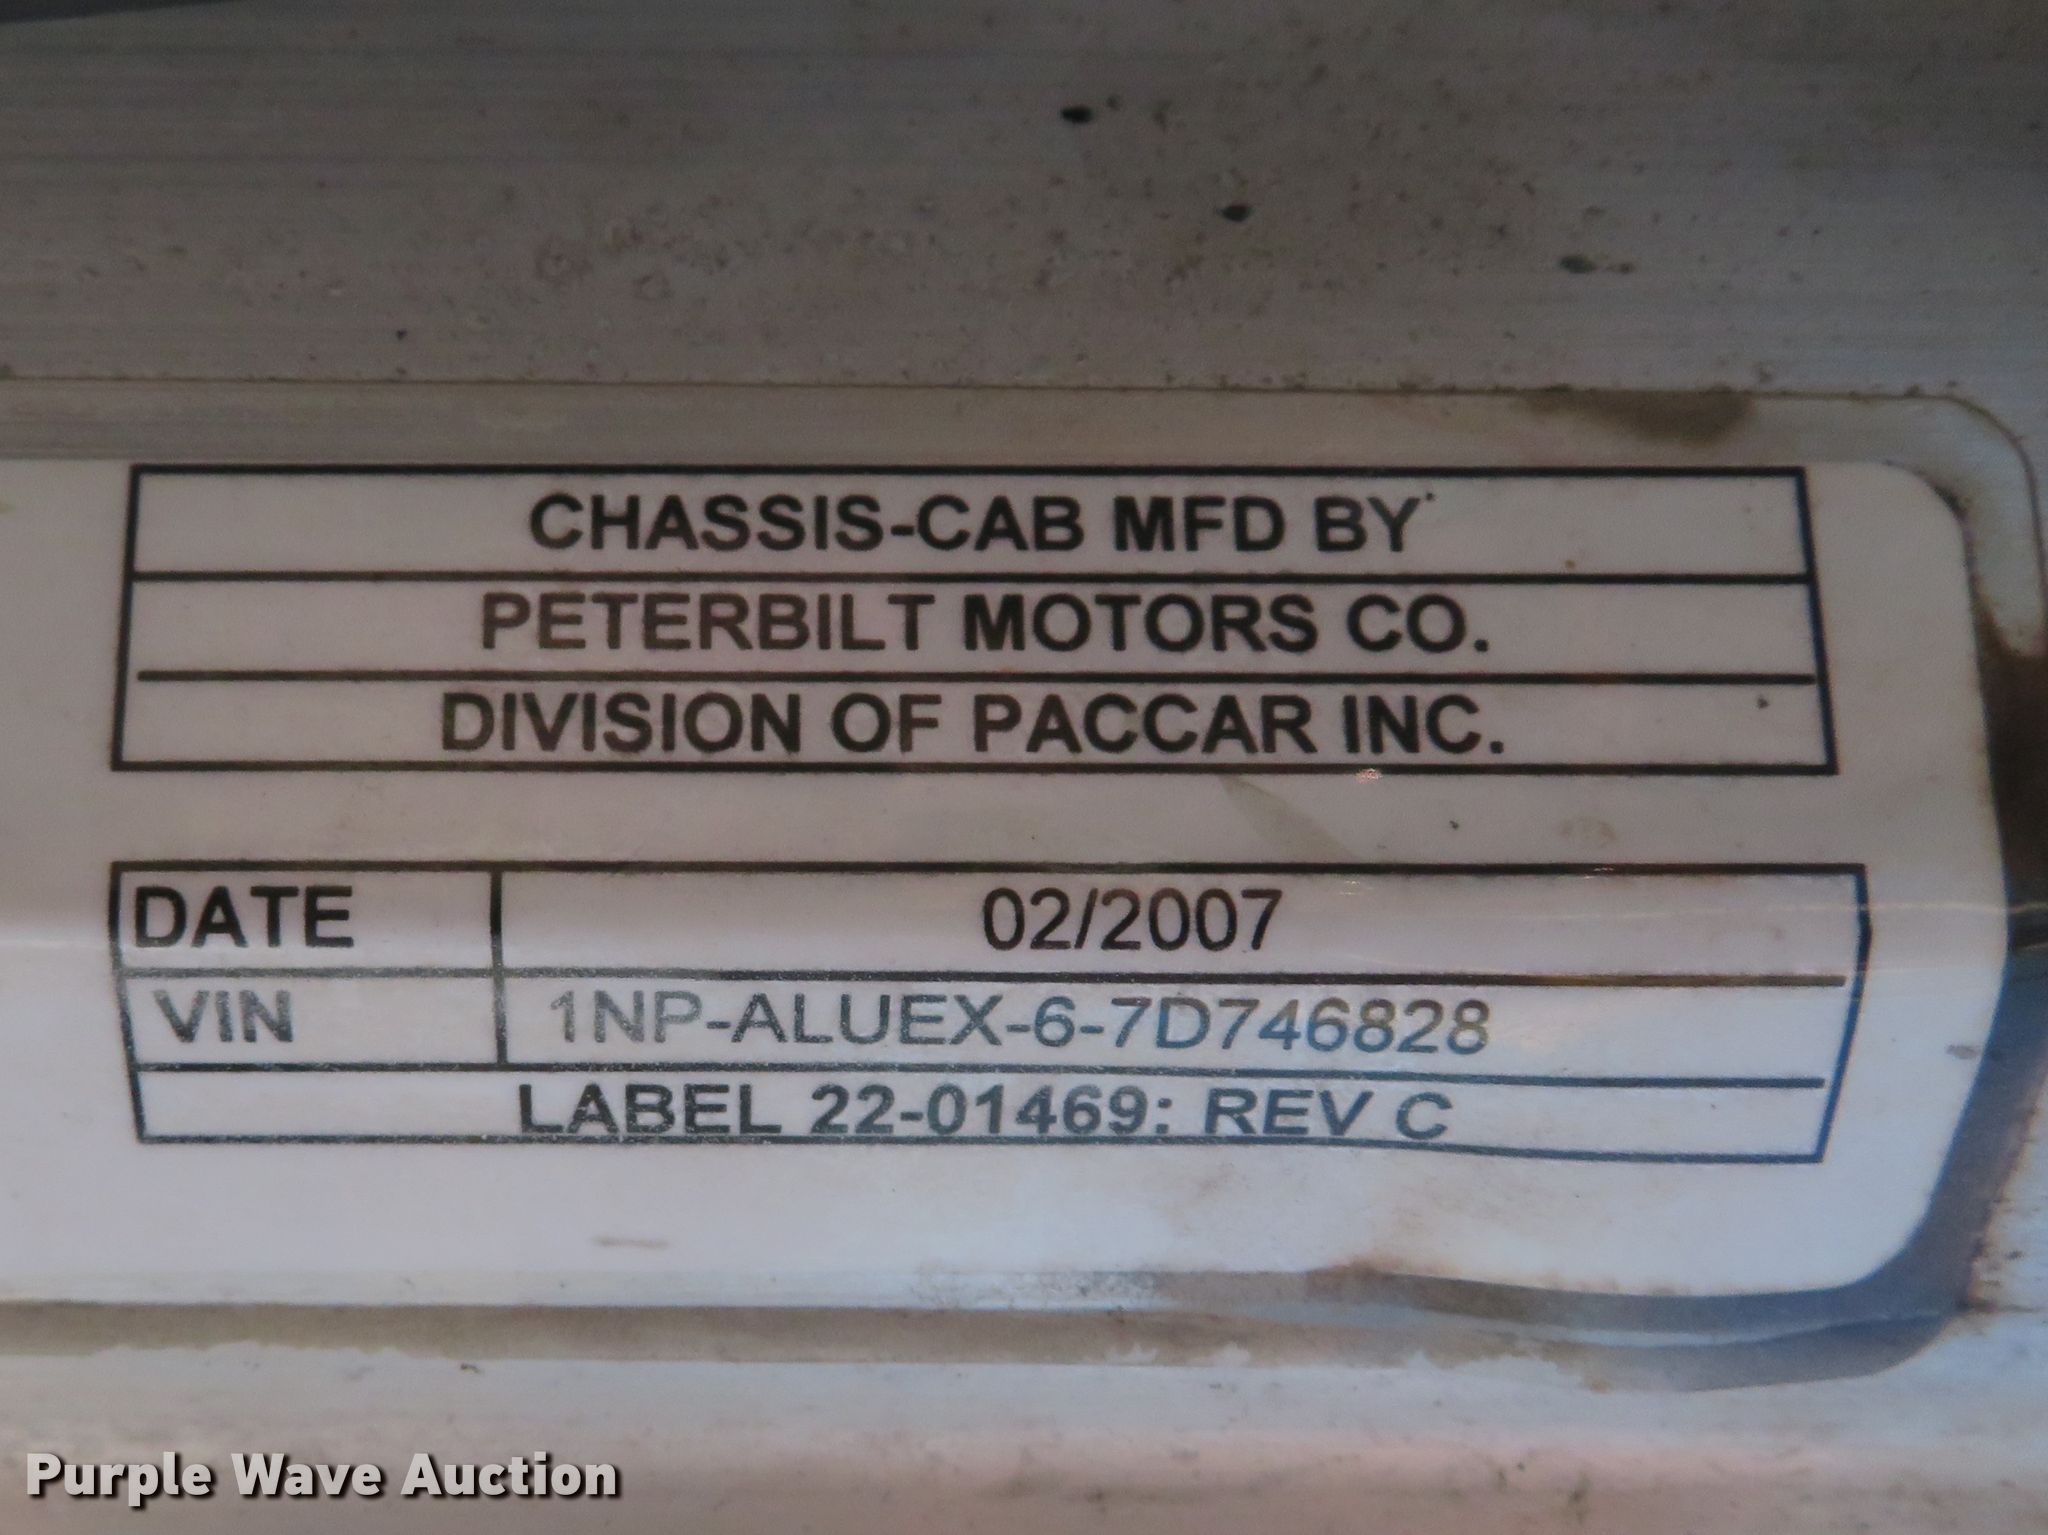 CHASSIS-CAB MFD BY
PETERBILT MOTORS CO.
DIVISION OF PACCAR INC.
DATE 02/2007
VIN 1NP-ALUEX-6-7D746828
LABEL 22-01469: REV C
Purple Wave Auction